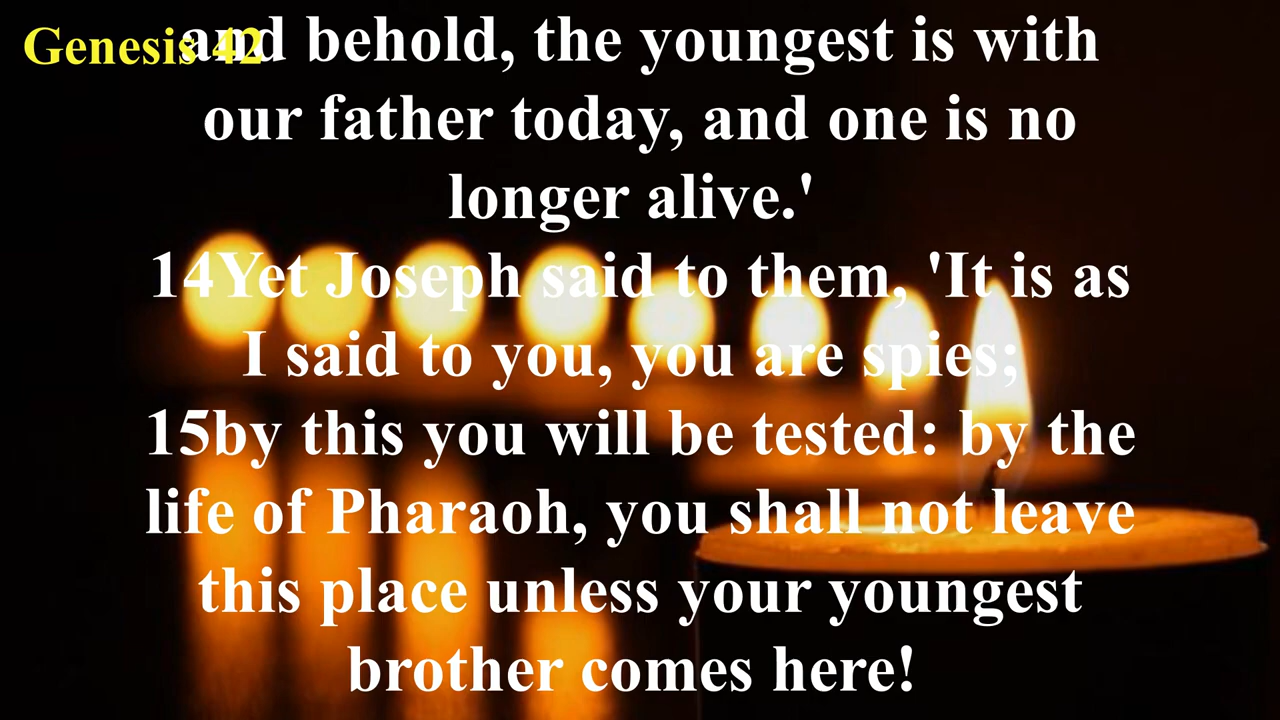 Genesis 42
and behold, the youngest is with
our father today, and one is no
longer alive.'
14Yet Joseph said to them, 'It is as
I said to you, you are spies;
15by this you will be tested: by the
life of Pharaoh, you shall not leave
this place unless your youngest
brother comes here!